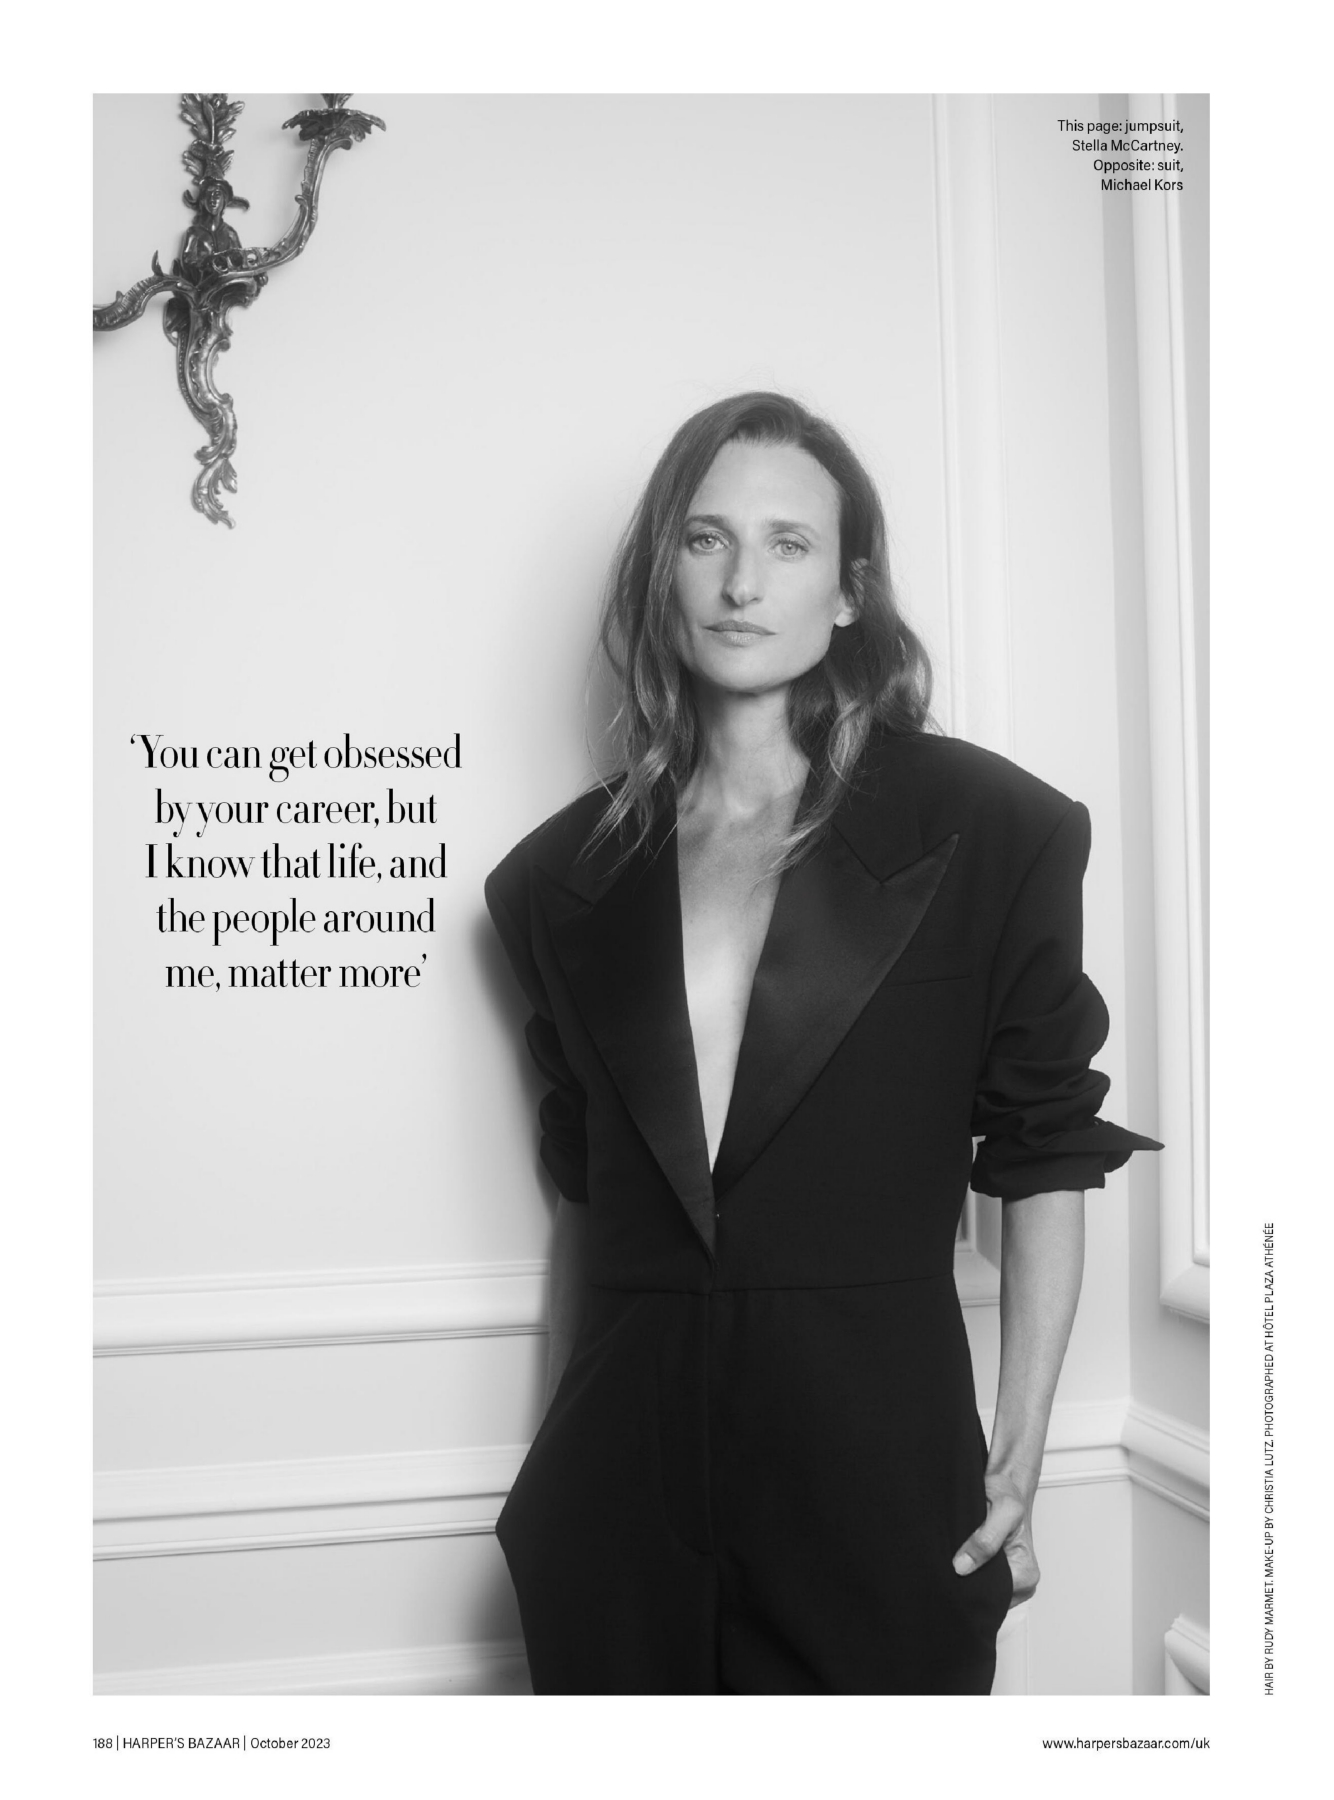 This page: jumpsuit,
Stella McCartney.
Opposite: suit,
Michael Kors
‘You can get obsessed
by your career, but
I know that life, and
the people around
me, matter more’
HAIR BY RUDY MARMET. MAKE-UP BY CHRISTIA LUTZ. PHOTOGRAPHED AT HÔTEL PLAZA ATHÉNÉE
188 | HARPER’S BAZAAR | October 2023
www.harpersbazaar.com/uk